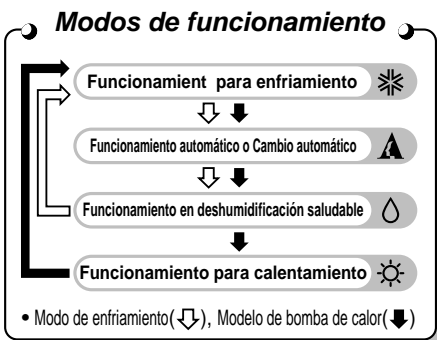 Modos de funcionamiento
Funcionamient para enfriamiento
Funcionamiento automático o Cambio automático
Funcionamiento en deshumidificación saludable
Funcionamiento para calentamiento
• Modo de enfriamiento(⇩), Modelo de bomba de calor(🡇)